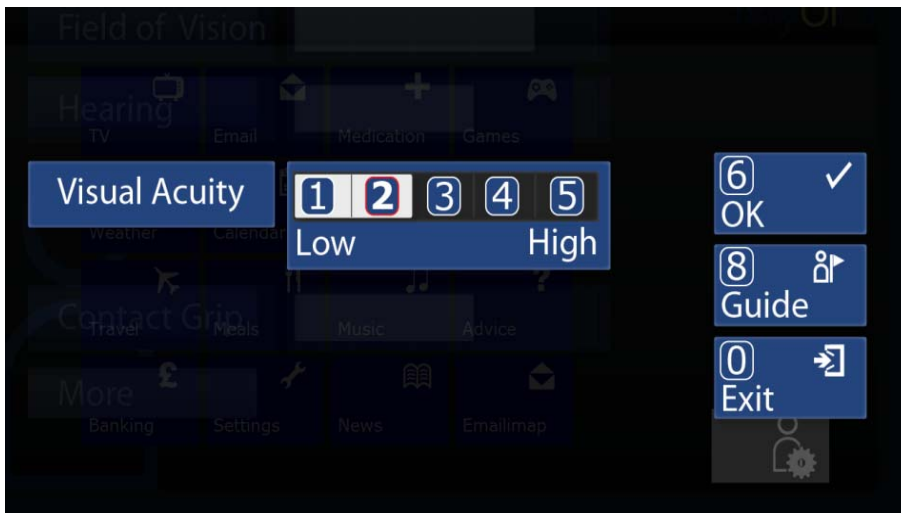 Field of Vision
Hearing
TV
Email
Medication
Games
Visual Acuity
1 2 3 4 5
Low High
6
OK
Weather
Calendar
8
Guide
Contact Grip
Travel
Meals
Music
Advice
?
0
Exit
More
£
Banking
Settings
News
Emailimap